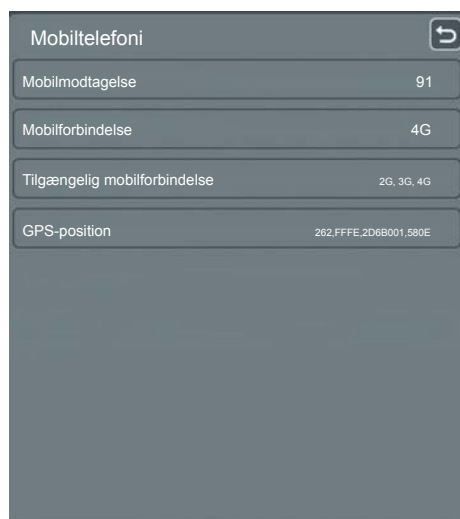 Mobiltelefoni
Mobilmodtagelse 91
Mobilforbindelse 4G
Tilgængelig mobilforbindelse 2G, 3G, 4G
GPS-position 262,FFFE,2D6B001,580E